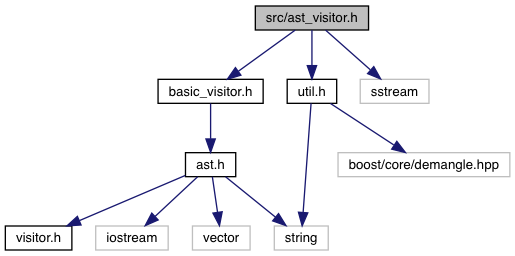 src/ast_visitor.h
basic_visitor.h
util.h
sstream
ast.h
boost/core/demangle.hpp
visitor.h
iostream
vector
string